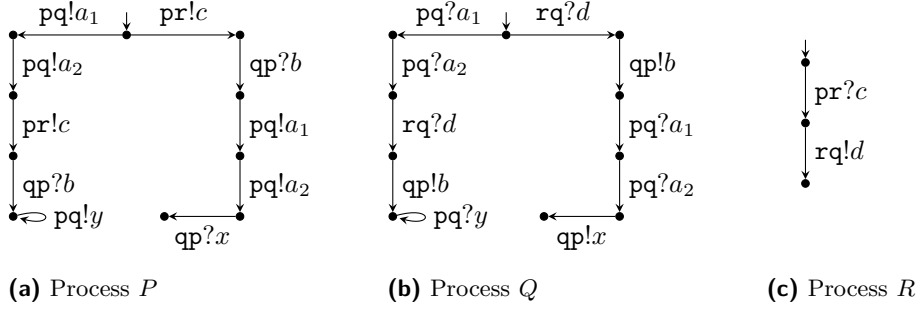 pq!a₁ pr!c pq?a₁ rq?d
pq!a₂ qp?b pq?a₂ qp!b pr?c
pr!c pq!a₁ rq?d pq?a₁ rq!d
qp?b pq!a₂ qp!b pq?a₂
pq!y pq?y
qp?x qp!x
(a) Process P (b) Process Q (c) Process R